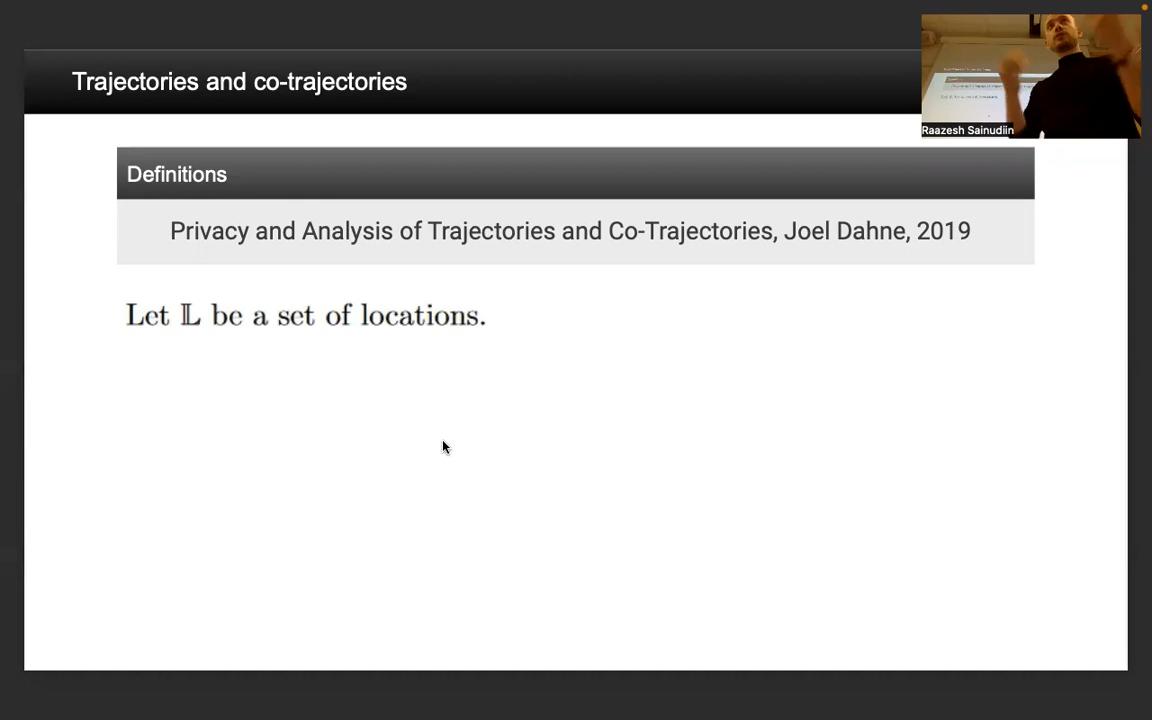 Trajectories and co-trajectories
Raazesh Sainudiin
Definitions
Privacy and Analysis of Trajectories and Co-Trajectories, Joel Dahne, 2019
Let 𝕃 be a set of locations.